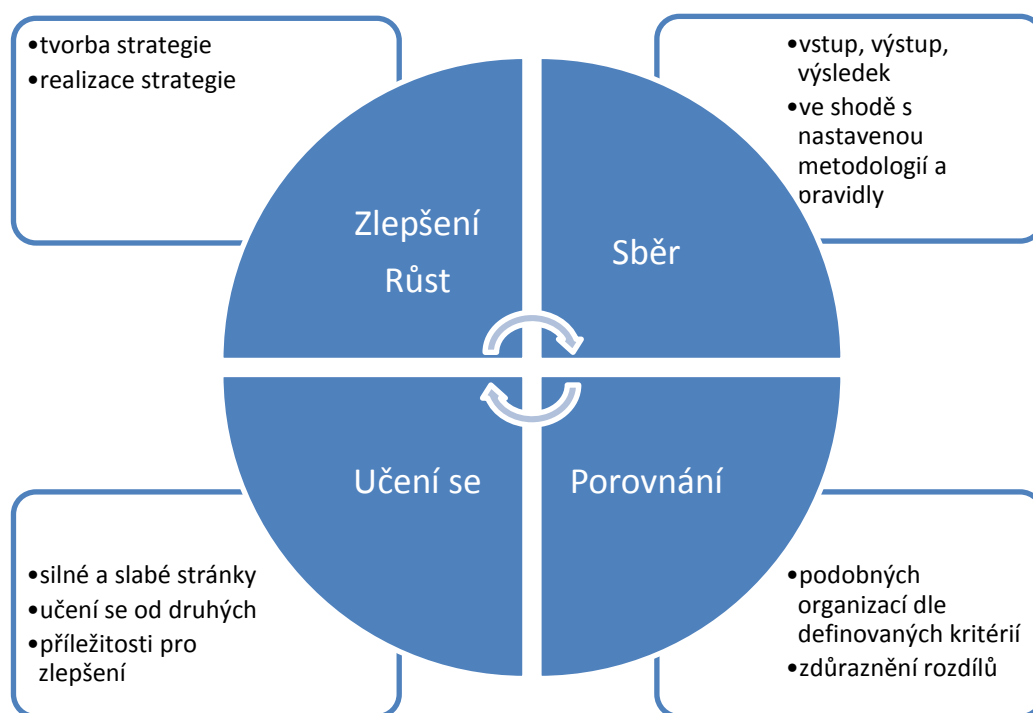 •tvorba strategie
•realizace strategie
•vstup, výstup,
výsledek
•ve shodě s
nastavenou
metodologií a
pravidly
Zlepšení
Růst
Sběr
Učení se
Porovnání
•silné a slabé stránky
•učení se od druhých
•příležitosti pro
zlepšení
•podobných
organizací dle
definovaných kritérií
•zdůraznění rozdílů